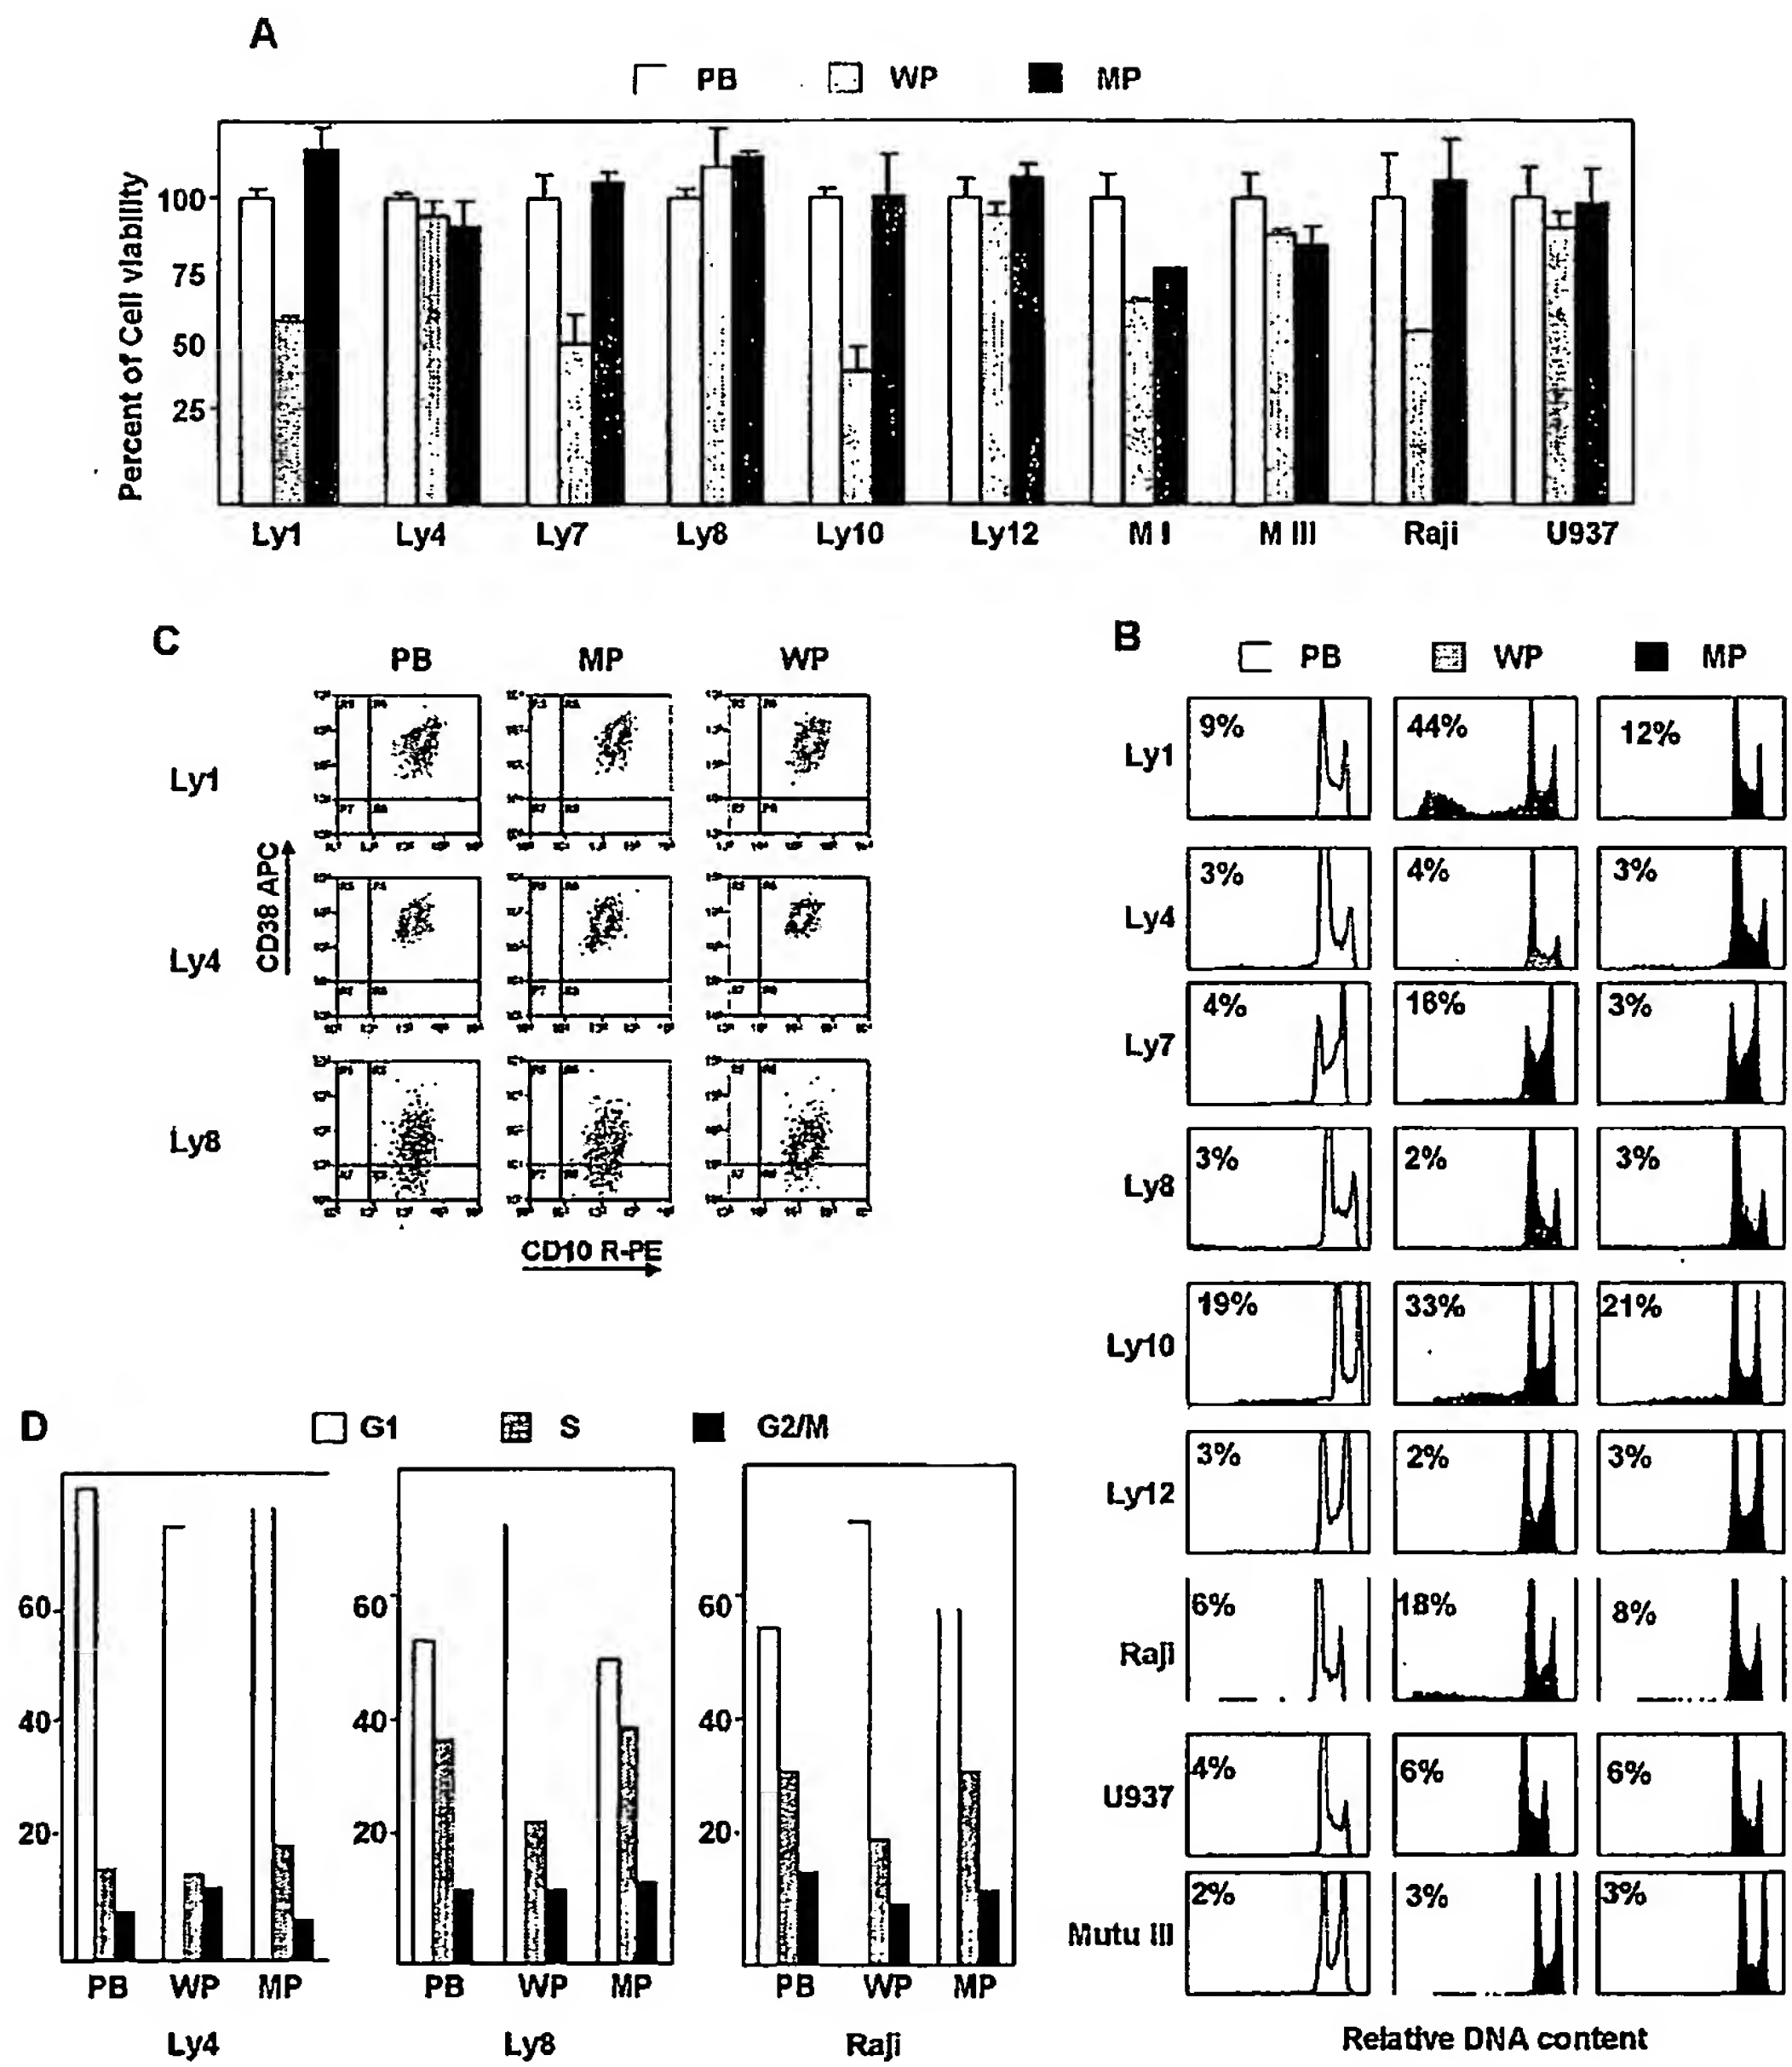 A
PB WP MP
Percent of Cell viability
100
75
50
25
Ly1 Ly4 Ly7 Ly8 Ly10 Ly12 M I M III Raji U937
C
PB MP WP
Ly1
Ly4
Ly8
CD38 APC
CD10 R-PE
B
PB WP MP
Ly1 9% 44% 12%
Ly4 3% 4% 3%
Ly7 4% 16% 3%
Ly8 3% 2% 3%
Ly10 19% 33% 21%
Ly12 3% 2% 3%
Raji 6% 18% 8%
U937 4% 6% 6%
Mutu III 2% 3% 3%
Relative DNA content
D
G1 S G2/M
60 60 60
40 40 40
20 20 20
PB WP MP PB WP MP PB WP MP
Ly4 Ly8 Raji